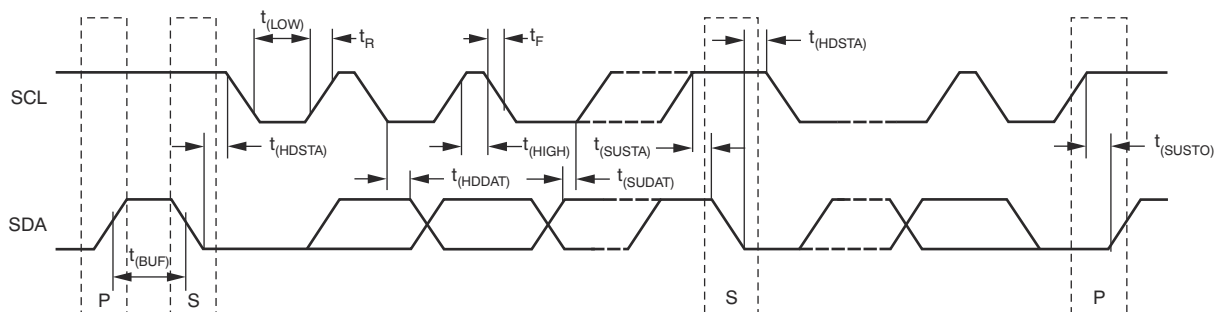 t(LOW)
tR
tF
t(HDSTA)
SCL
t(HDSTA)
t(HIGH)
t(SUSTA)
t(SUSTO)
t(HDDAT)
t(SUDAT)
SDA
t(BUF)
P
S
S
P